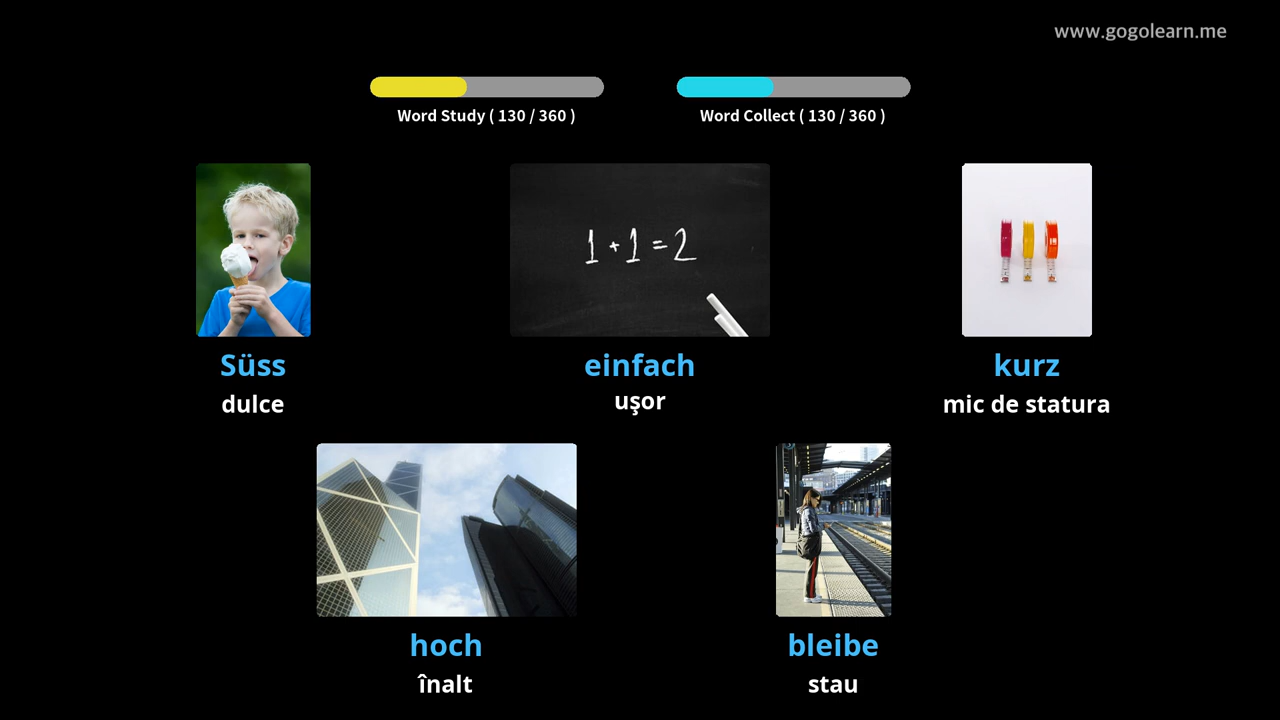 www.gogolearn.me
Word Study ( 130 / 360 )
Word Collect ( 130 / 360 )
1 + 1 = 2
Süss
einfach
kurz
dulce
uşor
mic de statura
hoch
bleibe
înalt
stau